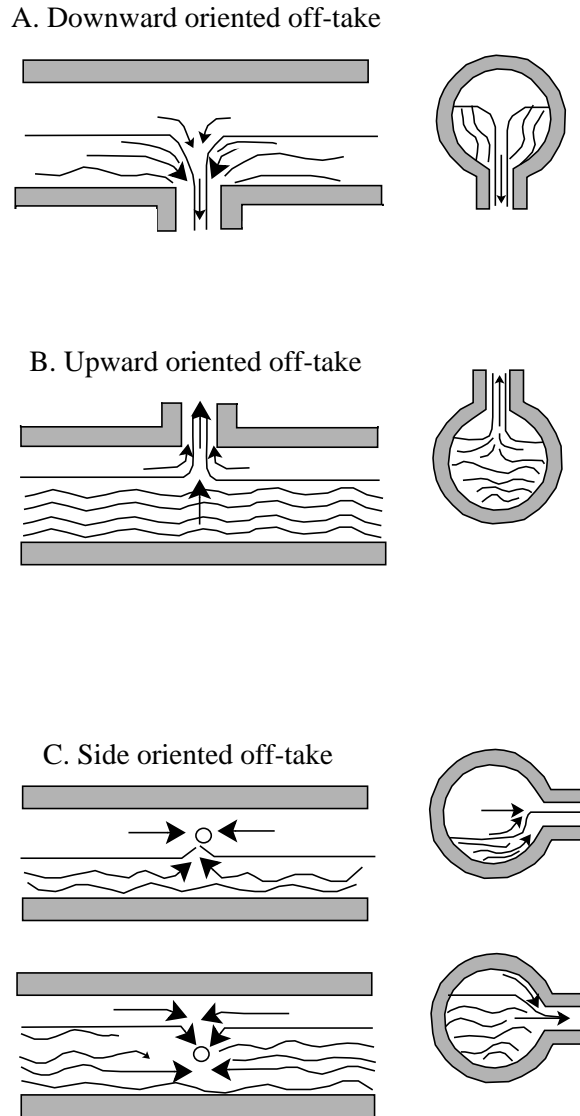 A. Downward oriented off-take
B. Upward oriented off-take
C. Side oriented off-take